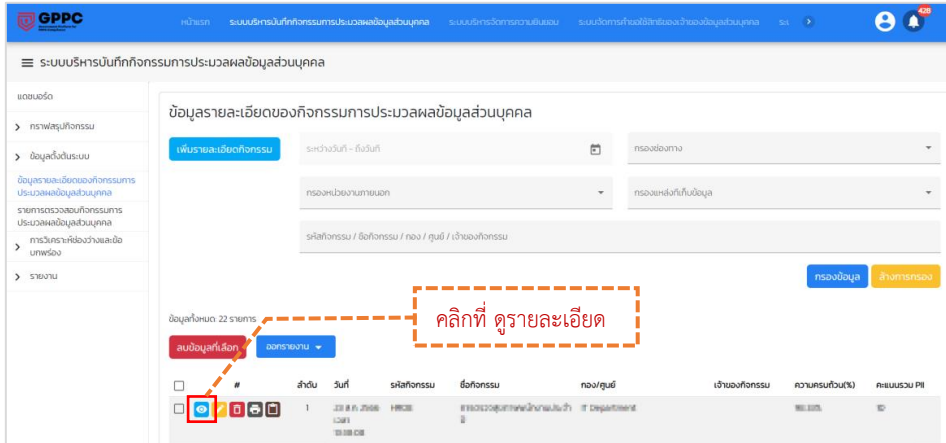 GPPC
หน้าแรก ระบบบริหารบันทึกกิจกรรมการประมวลผลข้อมูลส่วนบุคคล ระบบบริหารจัดการความยินยอม ระบบจัดการคำขอใช้สิทธิของเจ้าของข้อมูลส่วนบุคคล ระ
428
ระบบบริหารบันทึกกิจกรรมการประมวลผลข้อมูลส่วนบุคคล
แดชบอร์ด
กราฟสรุปกิจกรรม
ข้อมูลตั้งต้นระบบ
ข้อมูลรายละเอียดของกิจกรรมการ
ประมวลผลข้อมูลส่วนบุคคล
รายการตรวจสอบกิจกรรมการ
ประมวลผลข้อมูลส่วนบุคคล
การวิเคราะห์ช่องว่างและข้อ
บกพร่อง
รายงาน
ข้อมูลรายละเอียดของกิจกรรมการประมวลผลข้อมูลส่วนบุคคล
เพิ่มรายละเอียดกิจกรรม ระหว่างวันที่ - ถึงวันที่ กรองช่องทาง
กรองหน่วยงานภายนอก กรองแหล่งที่เก็บข้อมูล
รหัสกิจกรรม / ชื่อกิจกรรม / กอง / ศูนย์ / เจ้าของกิจกรรม
กรองข้อมูล ล้างการกรอง
คลิกที่ ดูรายละเอียด
ข้อมูลทั้งหมด 22 รายการ
ลบข้อมูลที่เลือก ออกรายงาน
# ลำดับ วันที่ รหัสกิจกรรม ชื่อกิจกรรม กอง/ศูนย์ เจ้าของกิจกรรม ความครบถ้วน(%) คะแนนรวม PII
1 IT Department
เวลา